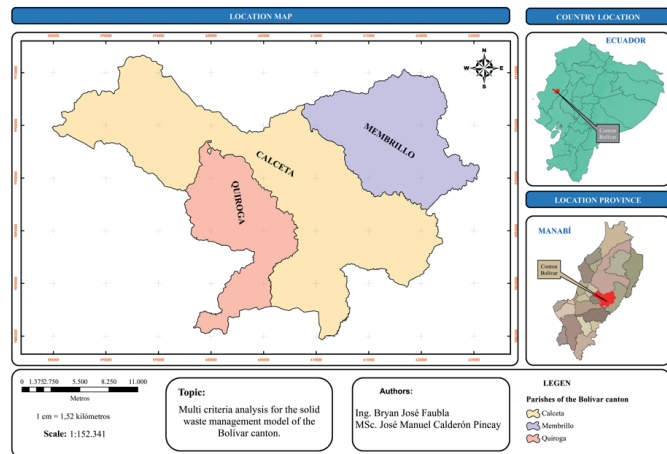 LOCATION MAP
COUNTRY LOCATION
N
W E
S
MEMBRILLO
CALCETA
QUIROGA
ECUADOR
Conton
Bolívar
LOCATION PROVINCE
MANABÍ
Conton
Bolívar
0 1.375 2.750 5.500 8.250 11.000
Metros
1 cm = 1,52 kilómetros
Scale: 1:152.341
Topic:
Multi criteria analysis for the solid
waste management model of the
Bolívar canton.
Authors:
Ing. Bryan José Faubla
MSc. José Manuel Calderón Pincay
LEGEN
Parishes of the Bolívar canton
Calceta
Membrillo
Quiroga